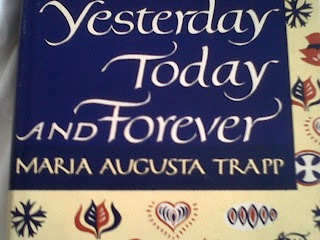 Yesterday
Today
AND Forever
MARIA AUGUSTA TRAPP